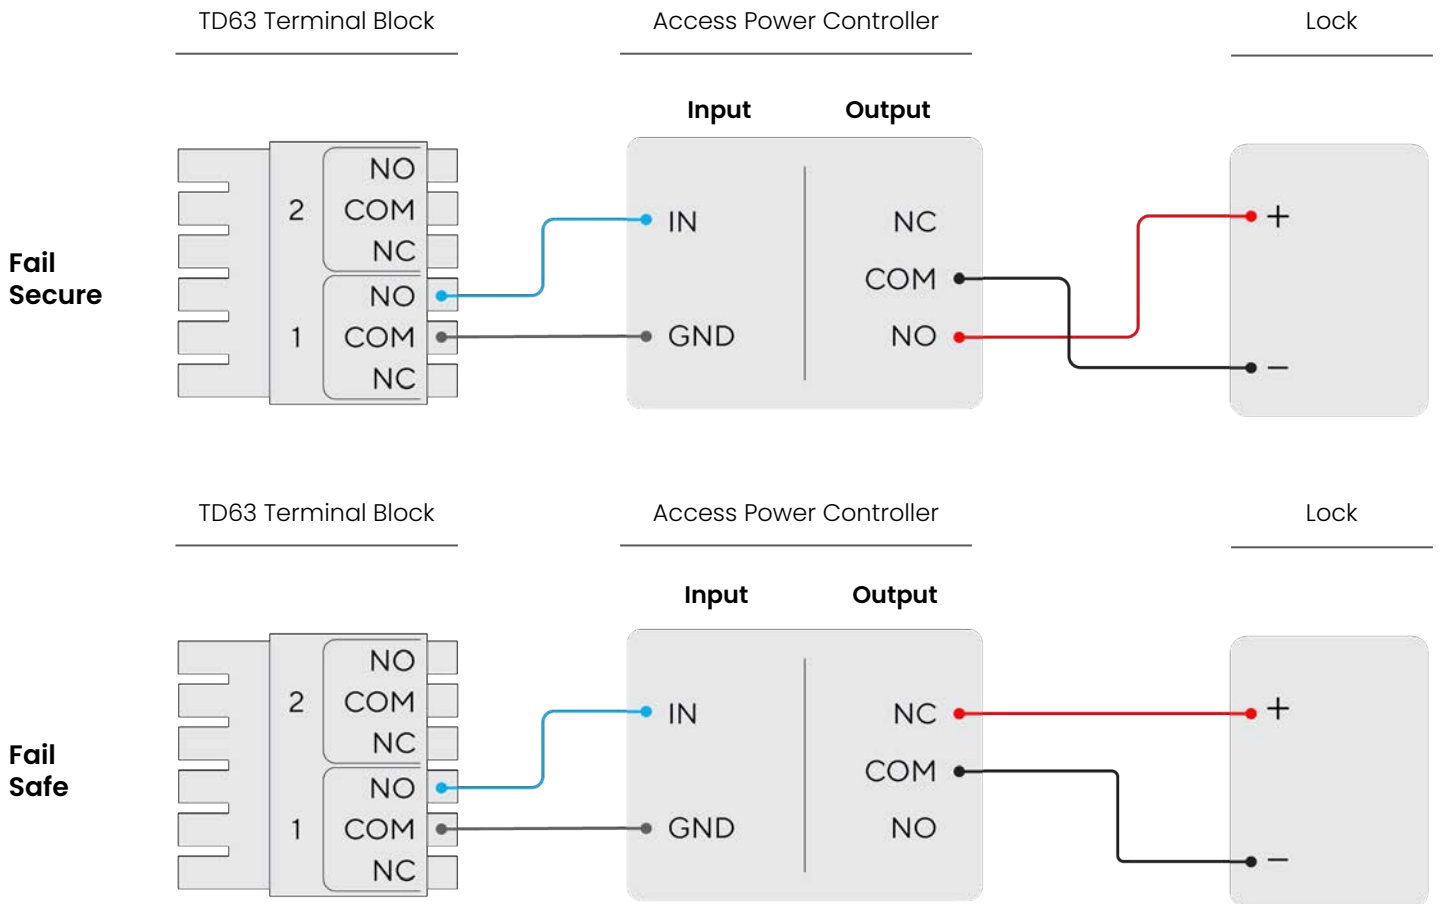 TD63 Terminal Block
Access Power Controller
Lock
Input
Output
Fail
Secure
2
NO
COM
NC
1
NO
COM
NC
IN
GND
NC
COM
NO
+
−
TD63 Terminal Block
Access Power Controller
Lock
Input
Output
Fail
Safe
2
NO
COM
NC
1
NO
COM
NC
IN
GND
NC
COM
NO
+
−